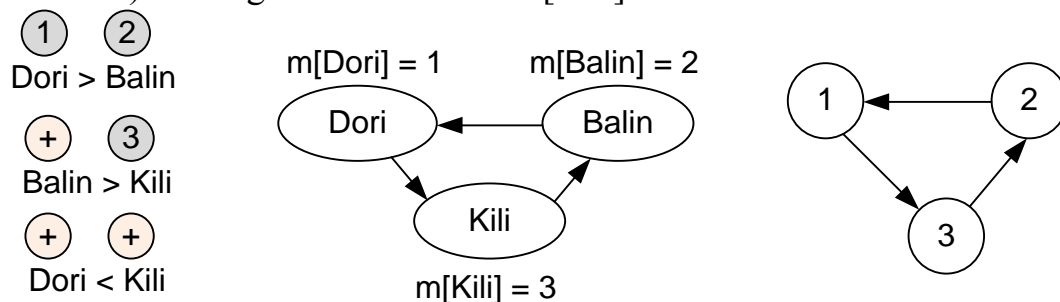 1 2
Dori > Balin
+ 3
Balin > Kili
+ +
Dori < Kili
m[Dori] = 1 m[Balin] = 2
Dori Balin
Kili
m[Kili] = 3
1 2
3